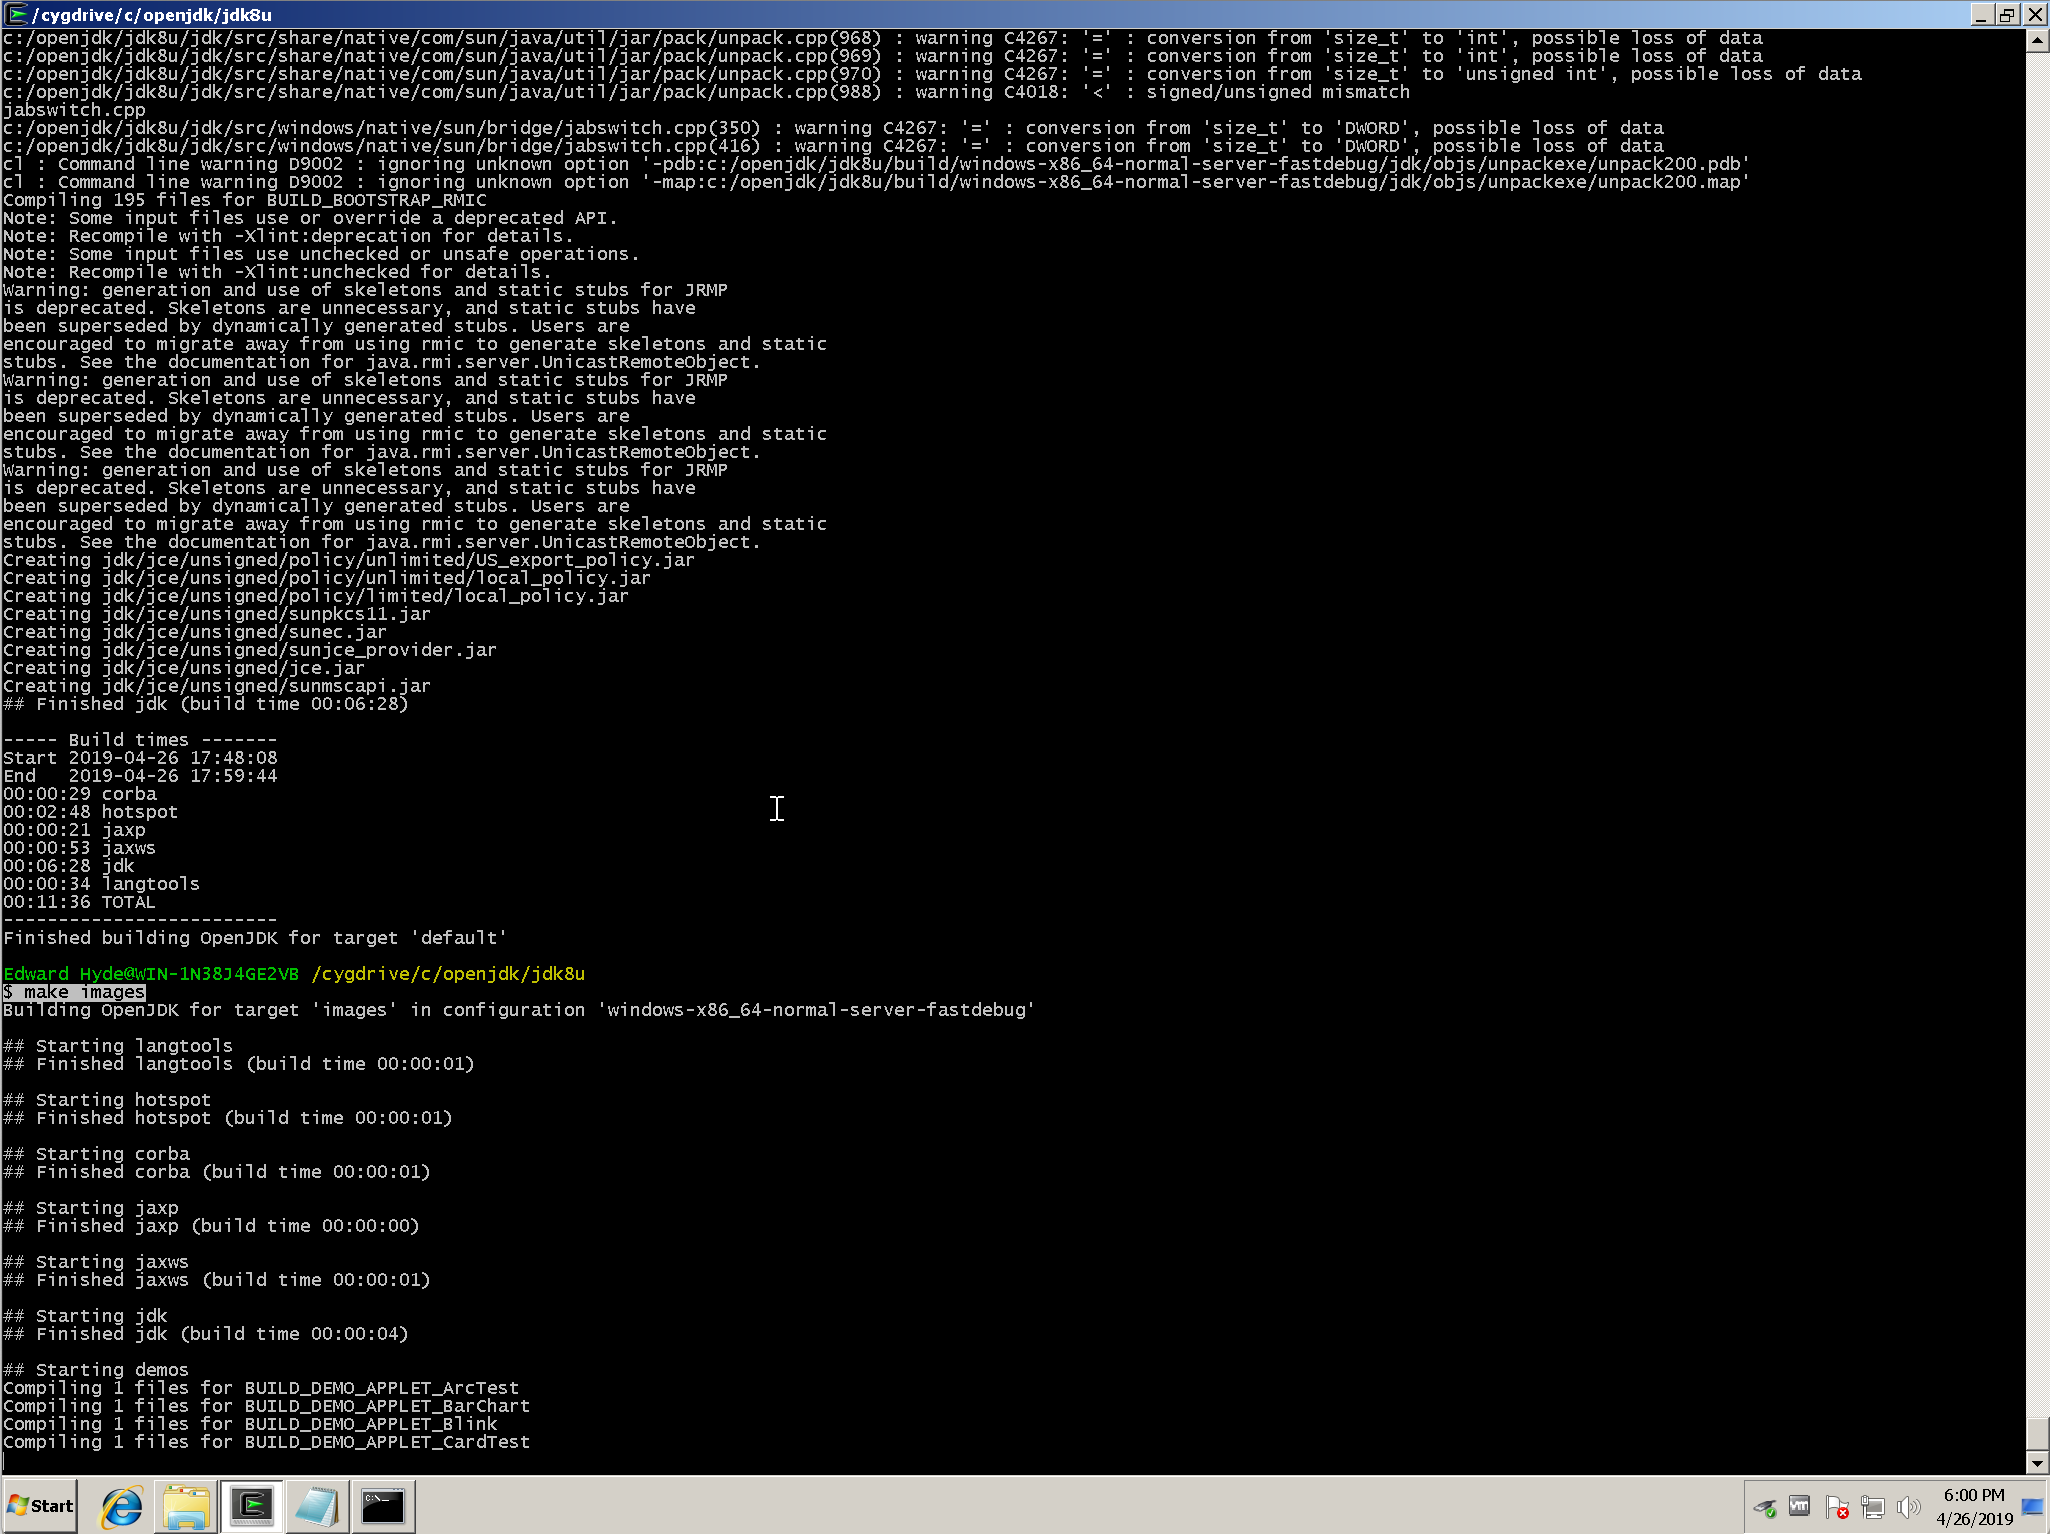 /cygdrive/c/openjdk/jdk8u
c:/openjdk/jdk8u/jdk/src/share/native/com/sun/java/util/jar/pack/unpack.cpp(968) : warning C4267: '=' : conversion from 'size_t' to 'int', possible loss of data
c:/openjdk/jdk8u/jdk/src/share/native/com/sun/java/util/jar/pack/unpack.cpp(969) : warning C4267: '=' : conversion from 'size_t' to 'int', possible loss of data
c:/openjdk/jdk8u/jdk/src/share/native/com/sun/java/util/jar/pack/unpack.cpp(970) : warning C4267: '=' : conversion from 'size_t' to 'unsigned int', possible loss of data
c:/openjdk/jdk8u/jdk/src/share/native/com/sun/java/util/jar/pack/unpack.cpp(988) : warning C4018: '<' : signed/unsigned mismatch
jabswitch.cpp
c:/openjdk/jdk8u/jdk/src/windows/native/sun/bridge/jabswitch.cpp(350) : warning C4267: '=' : conversion from 'size_t' to 'DWORD', possible loss of data
c:/openjdk/jdk8u/jdk/src/windows/native/sun/bridge/jabswitch.cpp(416) : warning C4267: '=' : conversion from 'size_t' to 'DWORD', possible loss of data
cl : Command line warning D9002 : ignoring unknown option '-pdb:c:/openjdk/jdk8u/build/windows-x86_64-normal-server-fastdebug/jdk/objs/unpackexe/unpack200.pdb'
cl : Command line warning D9002 : ignoring unknown option '-map:c:/openjdk/jdk8u/build/windows-x86_64-normal-server-fastdebug/jdk/objs/unpackexe/unpack200.map'
Compiling 195 files for BUILD_BOOTSTRAP_RMIC
Note: Some input files use or override a deprecated API.
Note: Recompile with -Xlint:deprecation for details.
Note: Some input files use unchecked or unsafe operations.
Note: Recompile with -Xlint:unchecked for details.
Warning: generation and use of skeletons and static stubs for JRMP
is deprecated. Skeletons are unnecessary, and static stubs have
been superseded by dynamically generated stubs. Users are
encouraged to migrate away from using rmic to generate skeletons and static
stubs. See the documentation for java.rmi.server.UnicastRemoteObject.
Warning: generation and use of skeletons and static stubs for JRMP
is deprecated. Skeletons are unnecessary, and static stubs have
been superseded by dynamically generated stubs. Users are
encouraged to migrate away from using rmic to generate skeletons and static
stubs. See the documentation for java.rmi.server.UnicastRemoteObject.
Warning: generation and use of skeletons and static stubs for JRMP
is deprecated. Skeletons are unnecessary, and static stubs have
been superseded by dynamically generated stubs. Users are
encouraged to migrate away from using rmic to generate skeletons and static
stubs. See the documentation for java.rmi.server.UnicastRemoteObject.
Creating jdk/jce/unsigned/policy/unlimited/US_export_policy.jar
Creating jdk/jce/unsigned/policy/unlimited/local_policy.jar
Creating jdk/jce/unsigned/policy/limited/local_policy.jar
Creating jdk/jce/unsigned/sunpkcs11.jar
Creating jdk/jce/unsigned/sunec.jar
Creating jdk/jce/unsigned/sunjce_provider.jar
Creating jdk/jce/unsigned/jce.jar
Creating jdk/jce/unsigned/sunmscapi.jar
## Finished jdk (build time 00:06:28)
----- Build times -------
Start 2019-04-26 17:48:08
End   2019-04-26 17:59:44
00:00:29 corba
00:02:48 hotspot
00:00:21 jaxp
00:00:53 jaxws
00:06:28 jdk
00:00:34 langtools
00:11:36 TOTAL
-------------------------
Finished building OpenJDK for target 'default'
Edward Hyde@WIN-1N38J4GE2VB /cygdrive/c/openjdk/jdk8u
$ make images
Building OpenJDK for target 'images' in configuration 'windows-x86_64-normal-server-fastdebug'
## Starting langtools
## Finished langtools (build time 00:00:01)
## Starting hotspot
## Finished hotspot (build time 00:00:01)
## Starting corba
## Finished corba (build time 00:00:01)
## Starting jaxp
## Finished jaxp (build time 00:00:00)
## Starting jaxws
## Finished jaxws (build time 00:00:01)
## Starting jdk
## Finished jdk (build time 00:00:04)
## Starting demos
Compiling 1 files for BUILD_DEMO_APPLET_ArcTest
Compiling 1 files for BUILD_DEMO_APPLET_BarChart
Compiling 1 files for BUILD_DEMO_APPLET_Blink
Compiling 1 files for BUILD_DEMO_APPLET_CardTest
Start
C:\_
vm
6:00 PM
4/26/2019